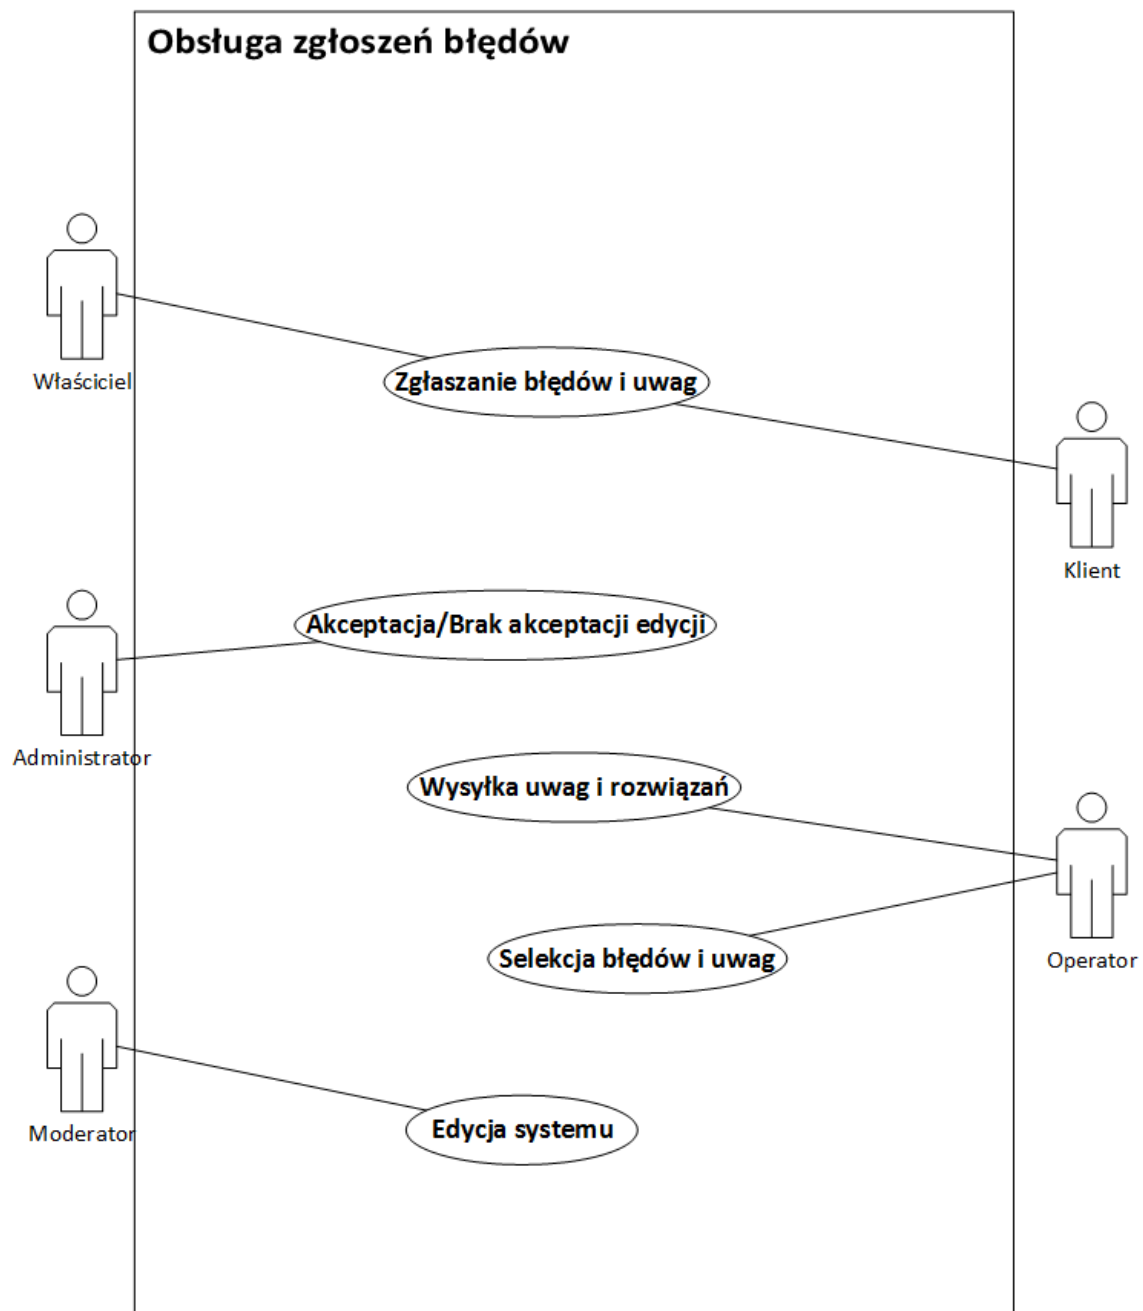 Obsługa zgłoszeń błędów
Właściciel
Zgłaszanie błędów i uwag
Klient
Akceptacja/Brak akceptacji edycji
Administrator
Wysyłka uwag i rozwiązań
Selekcja błędów i uwag
Operator
Moderator
Edycja systemu